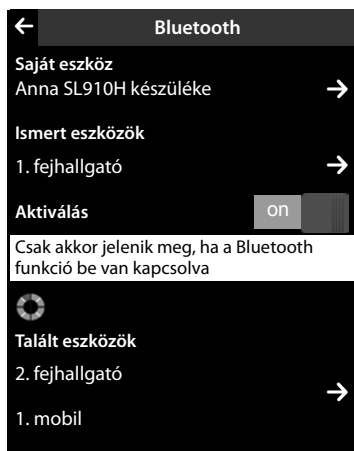 Bluetooth
Saját eszköz
Anna SL910H készüléke
Ismert eszközök
1. fejhallgató
Aktiválás on
Csak akkor jelenik meg, ha a Bluetooth
funkció be van kapcsolva
Talált eszközök
2. fejhallgató
1. mobil